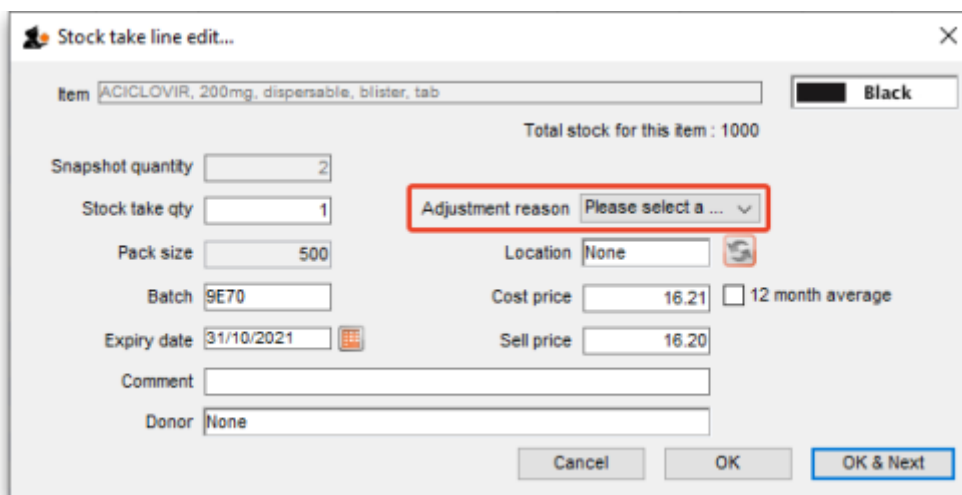 Stock take line edit...
Item ACICLOVIR, 200mg, dispersable, blister, tab Black
Total stock for this item : 1000
Snapshot quantity 2
Stock take qty 1 Adjustment reason Please select a ...
Pack size 500 Location None
Batch 9E70 Cost price 16.21 12 month average
Expiry date 31/10/2021 Sell price 16.20
Comment
Donor None
Cancel OK OK & Next